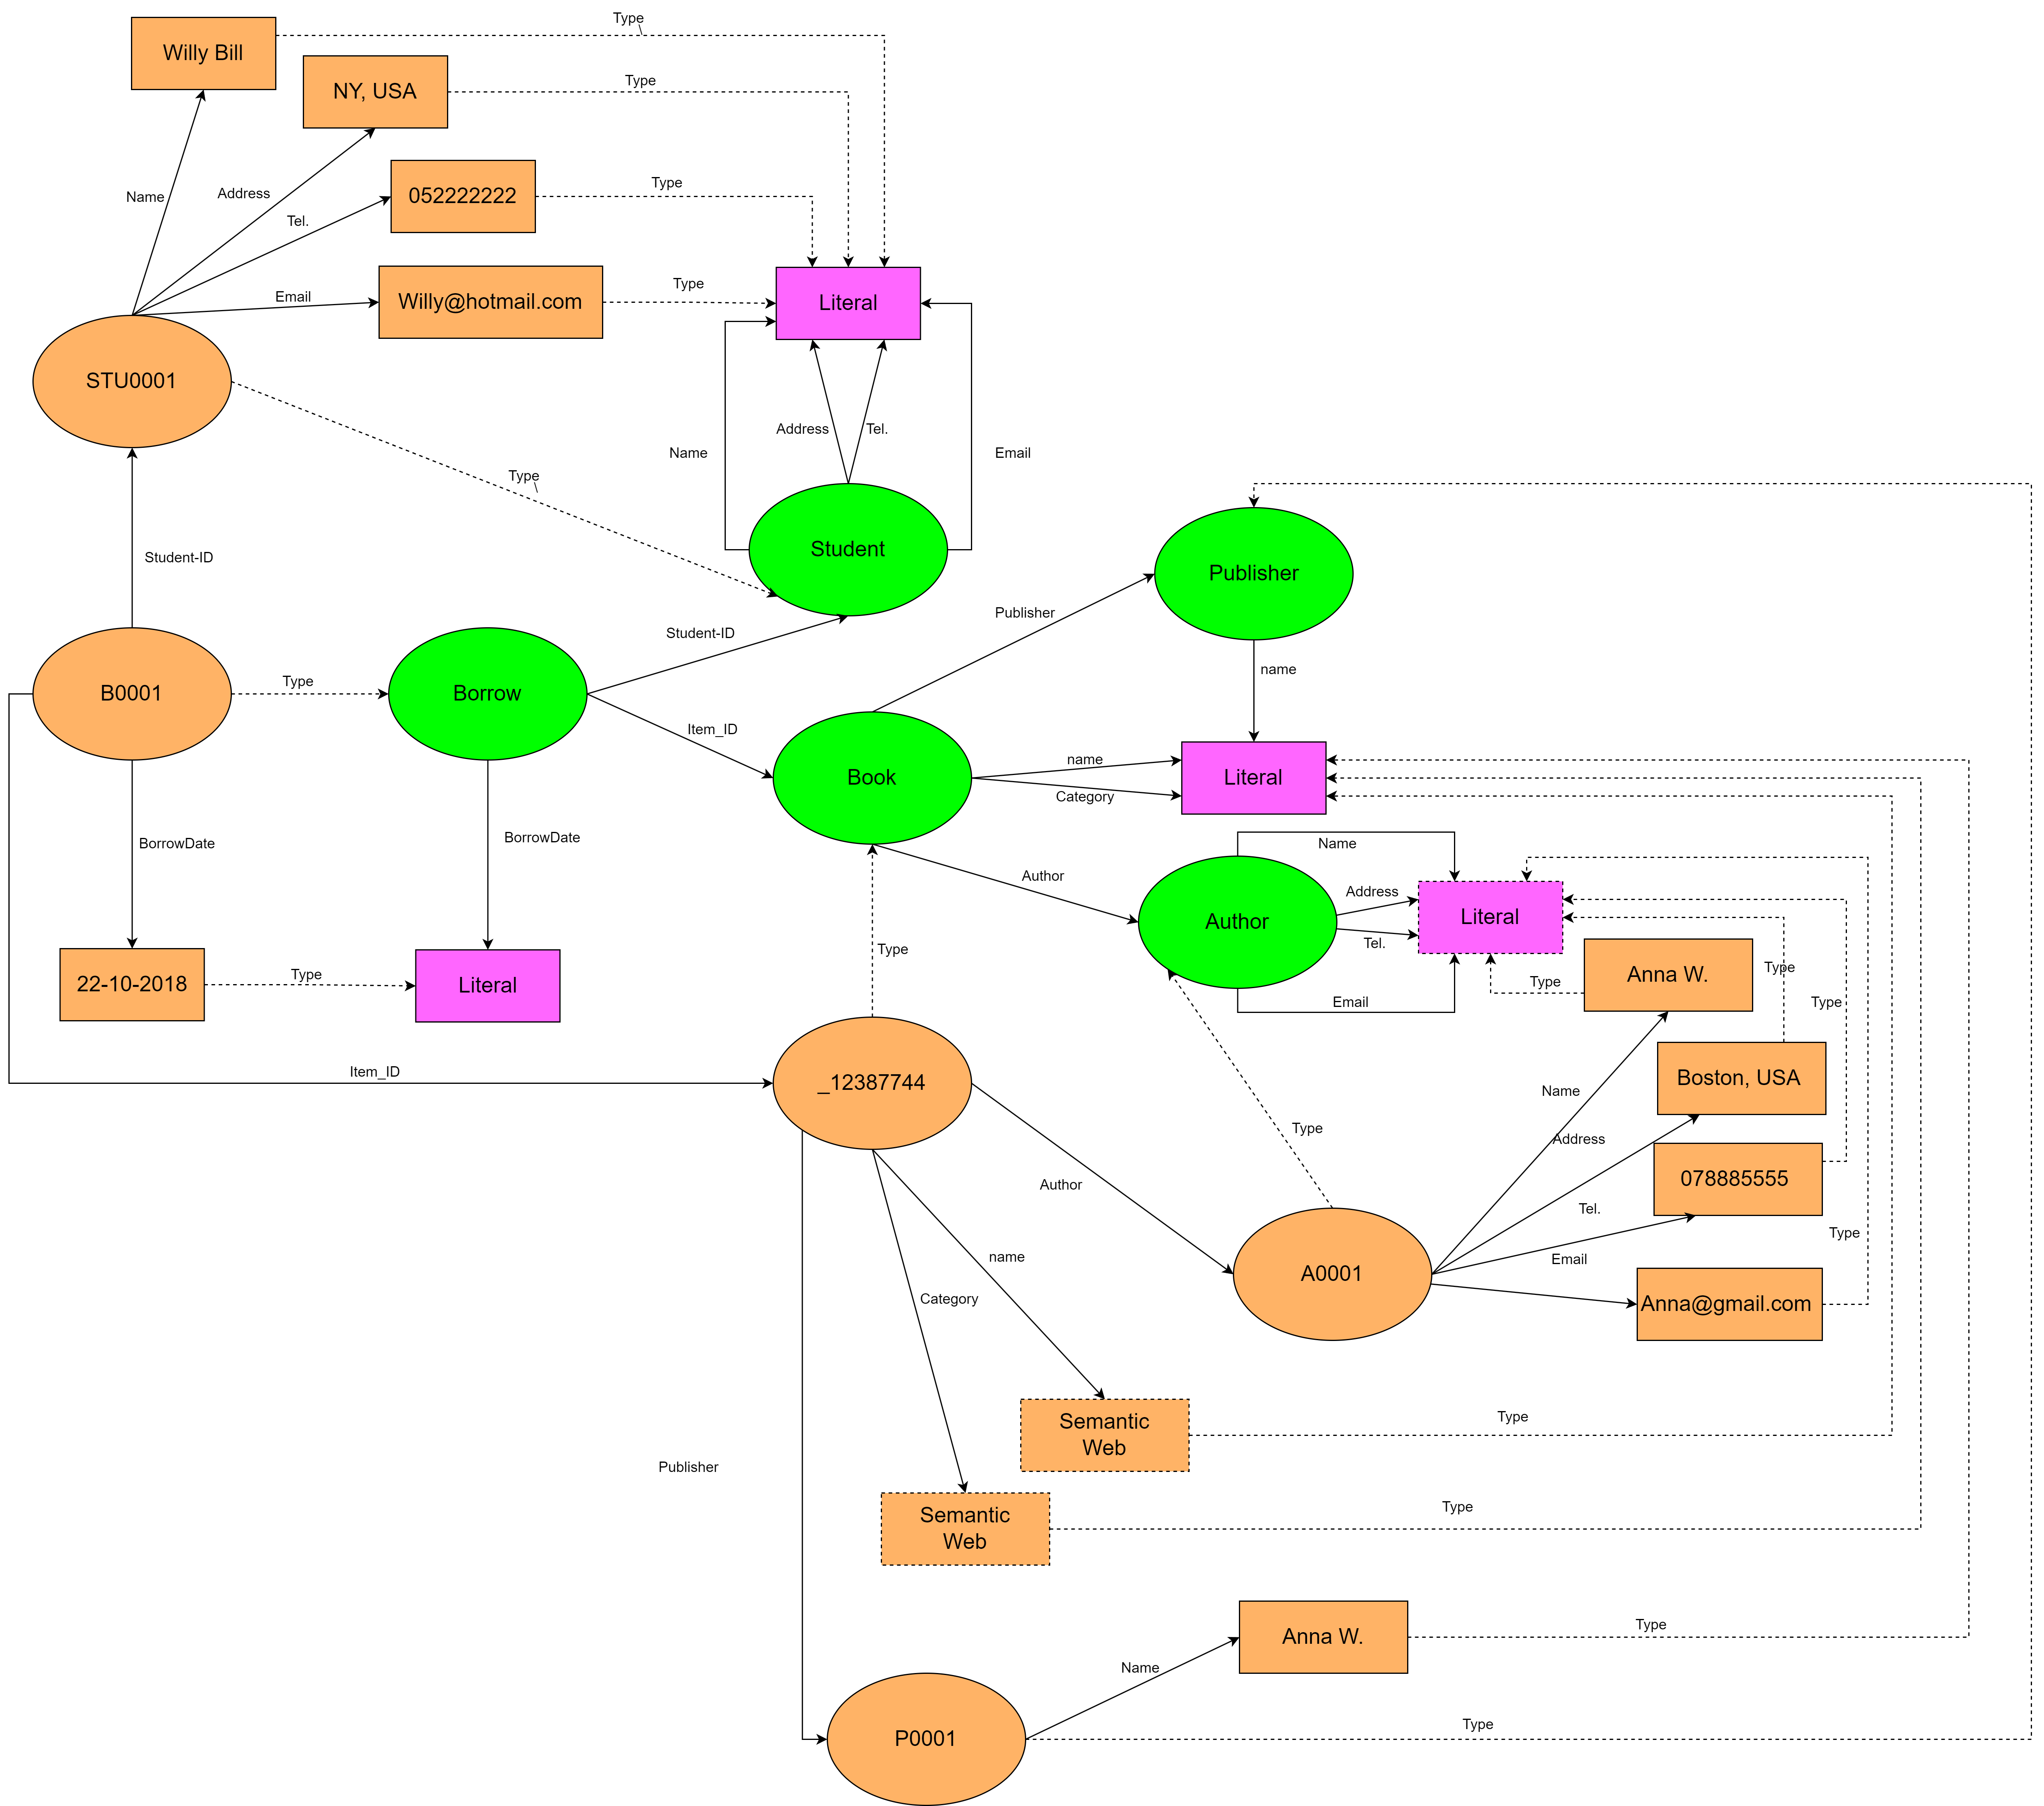 Type
\
Willy Bill
NY, USA
Type
052222222
Type
Name
Address
Tel.
Willy@hotmail.com
Type
Email
Literal
STU0001
Address
Tel.
Name
Email
Type
\
Student
Publisher
Student-ID
Publisher
Student-ID
name
B0001
Type
Borrow
Item_ID
Book
name
Category
Literal
BorrowDate
BorrowDate
Name
Author
Address
Author
Tel.
Literal
Type
Email
Type
Anna W.
Type
Type
22-10-2018
Type
Literal
Item_ID
_12387744
Name
Boston, USA
Type
Address
Author
078885555
Tel.
Type
name
Email
A0001
Category
Anna@gmail.com
Semantic
Web
Type
Publisher
Semantic
Web
Type
Anna W.
Type
Name
P0001
Type